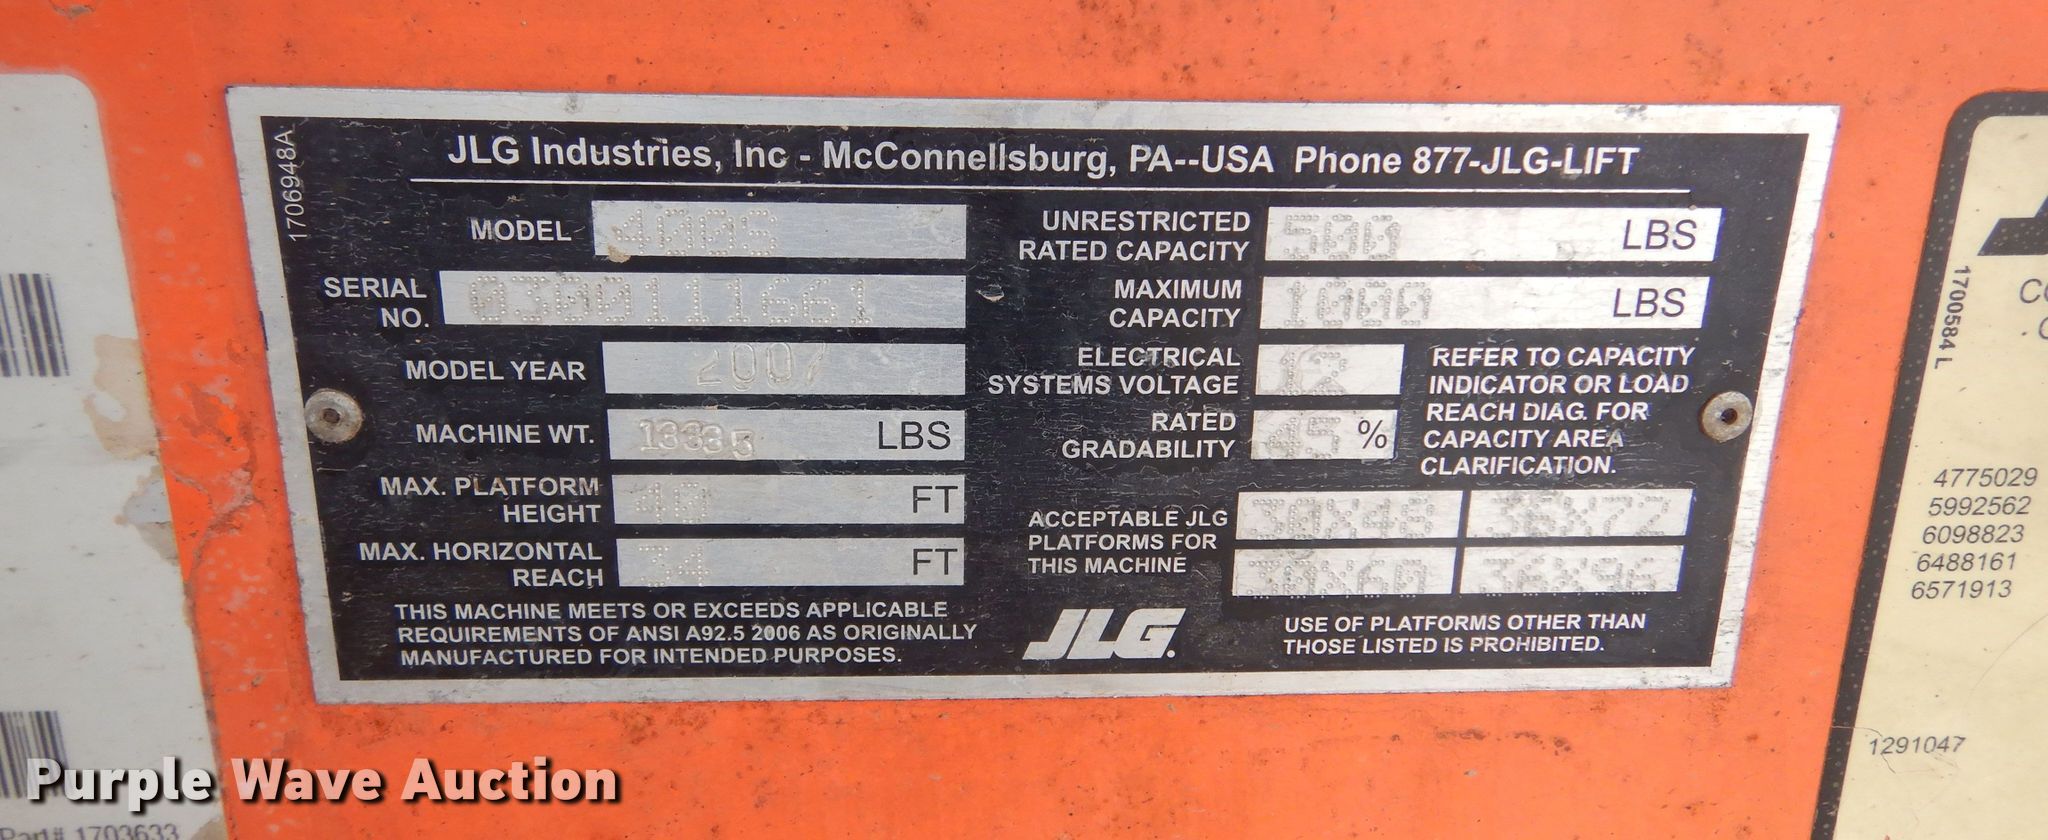 JLG Industries, Inc - McConnellsburg, PA--USA Phone 877-JLG-LIFT
1706948A
MODEL 400S
SERIAL NO. 0300111661
MODEL YEAR 2007
MACHINE WT. 13335 LBS
MAX. PLATFORM HEIGHT 40 FT
MAX. HORIZONTAL REACH 34 FT
THIS MACHINE MEETS OR EXCEEDS APPLICABLE
REQUIREMENTS OF ANSI A92.5 2006 AS ORIGINALLY
MANUFACTURED FOR INTENDED PURPOSES.
UNRESTRICTED RATED CAPACITY 500 LBS
MAXIMUM CAPACITY 1000 LBS
ELECTRICAL SYSTEMS VOLTAGE 12
RATED GRADABILITY 45 %
REFER TO CAPACITY
INDICATOR OR LOAD
REACH DIAG. FOR
CAPACITY AREA
CLARIFICATION.
ACCEPTABLE JLG
PLATFORMS FOR
THIS MACHINE
30X48 36X72
30X60 36X96
JLG.
USE OF PLATFORMS OTHER THAN
THOSE LISTED IS PROHIBITED.
1700584 L
4775029
5992562
6098823
6488161
6571913
1291047
Part# 1703633
Purple Wave Auction